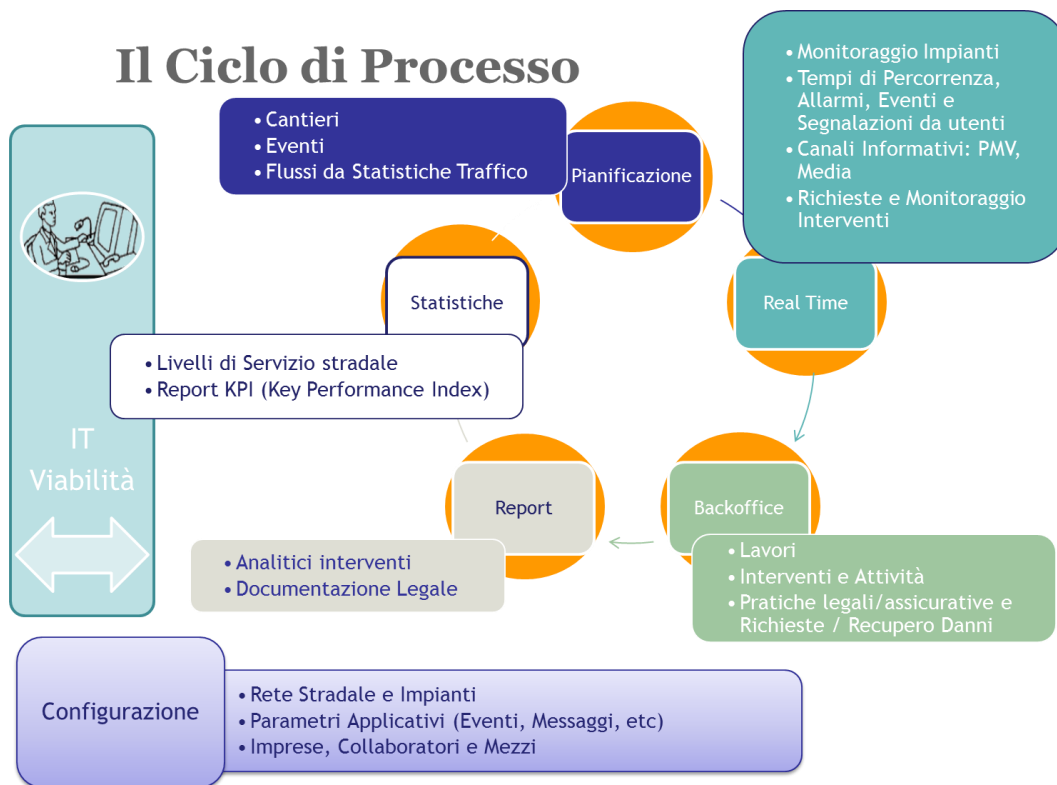 Il Ciclo di Processo
• Cantieri
• Eventi
• Flussi da Statistiche Traffico
Pianificazione
• Monitoraggio Impianti
• Tempi di Percorrenza,
Allarmi, Eventi e
Segnalazioni da utenti
• Canali Informativi: PMV,
Media
• Richieste e Monitoraggio
Interventi
Real Time
Statistiche
• Livelli di Servizio stradale
• Report KPI (Key Performance Index)
IT
Viabilità
Report
• Analitici interventi
• Documentazione Legale
Backoffice
• Lavori
• Interventi e Attività
• Pratiche legali/assicurative e
Richieste / Recupero Danni
Configurazione
• Rete Stradale e Impianti
• Parametri Applicativi (Eventi, Messaggi, etc)
• Imprese, Collaboratori e Mezzi